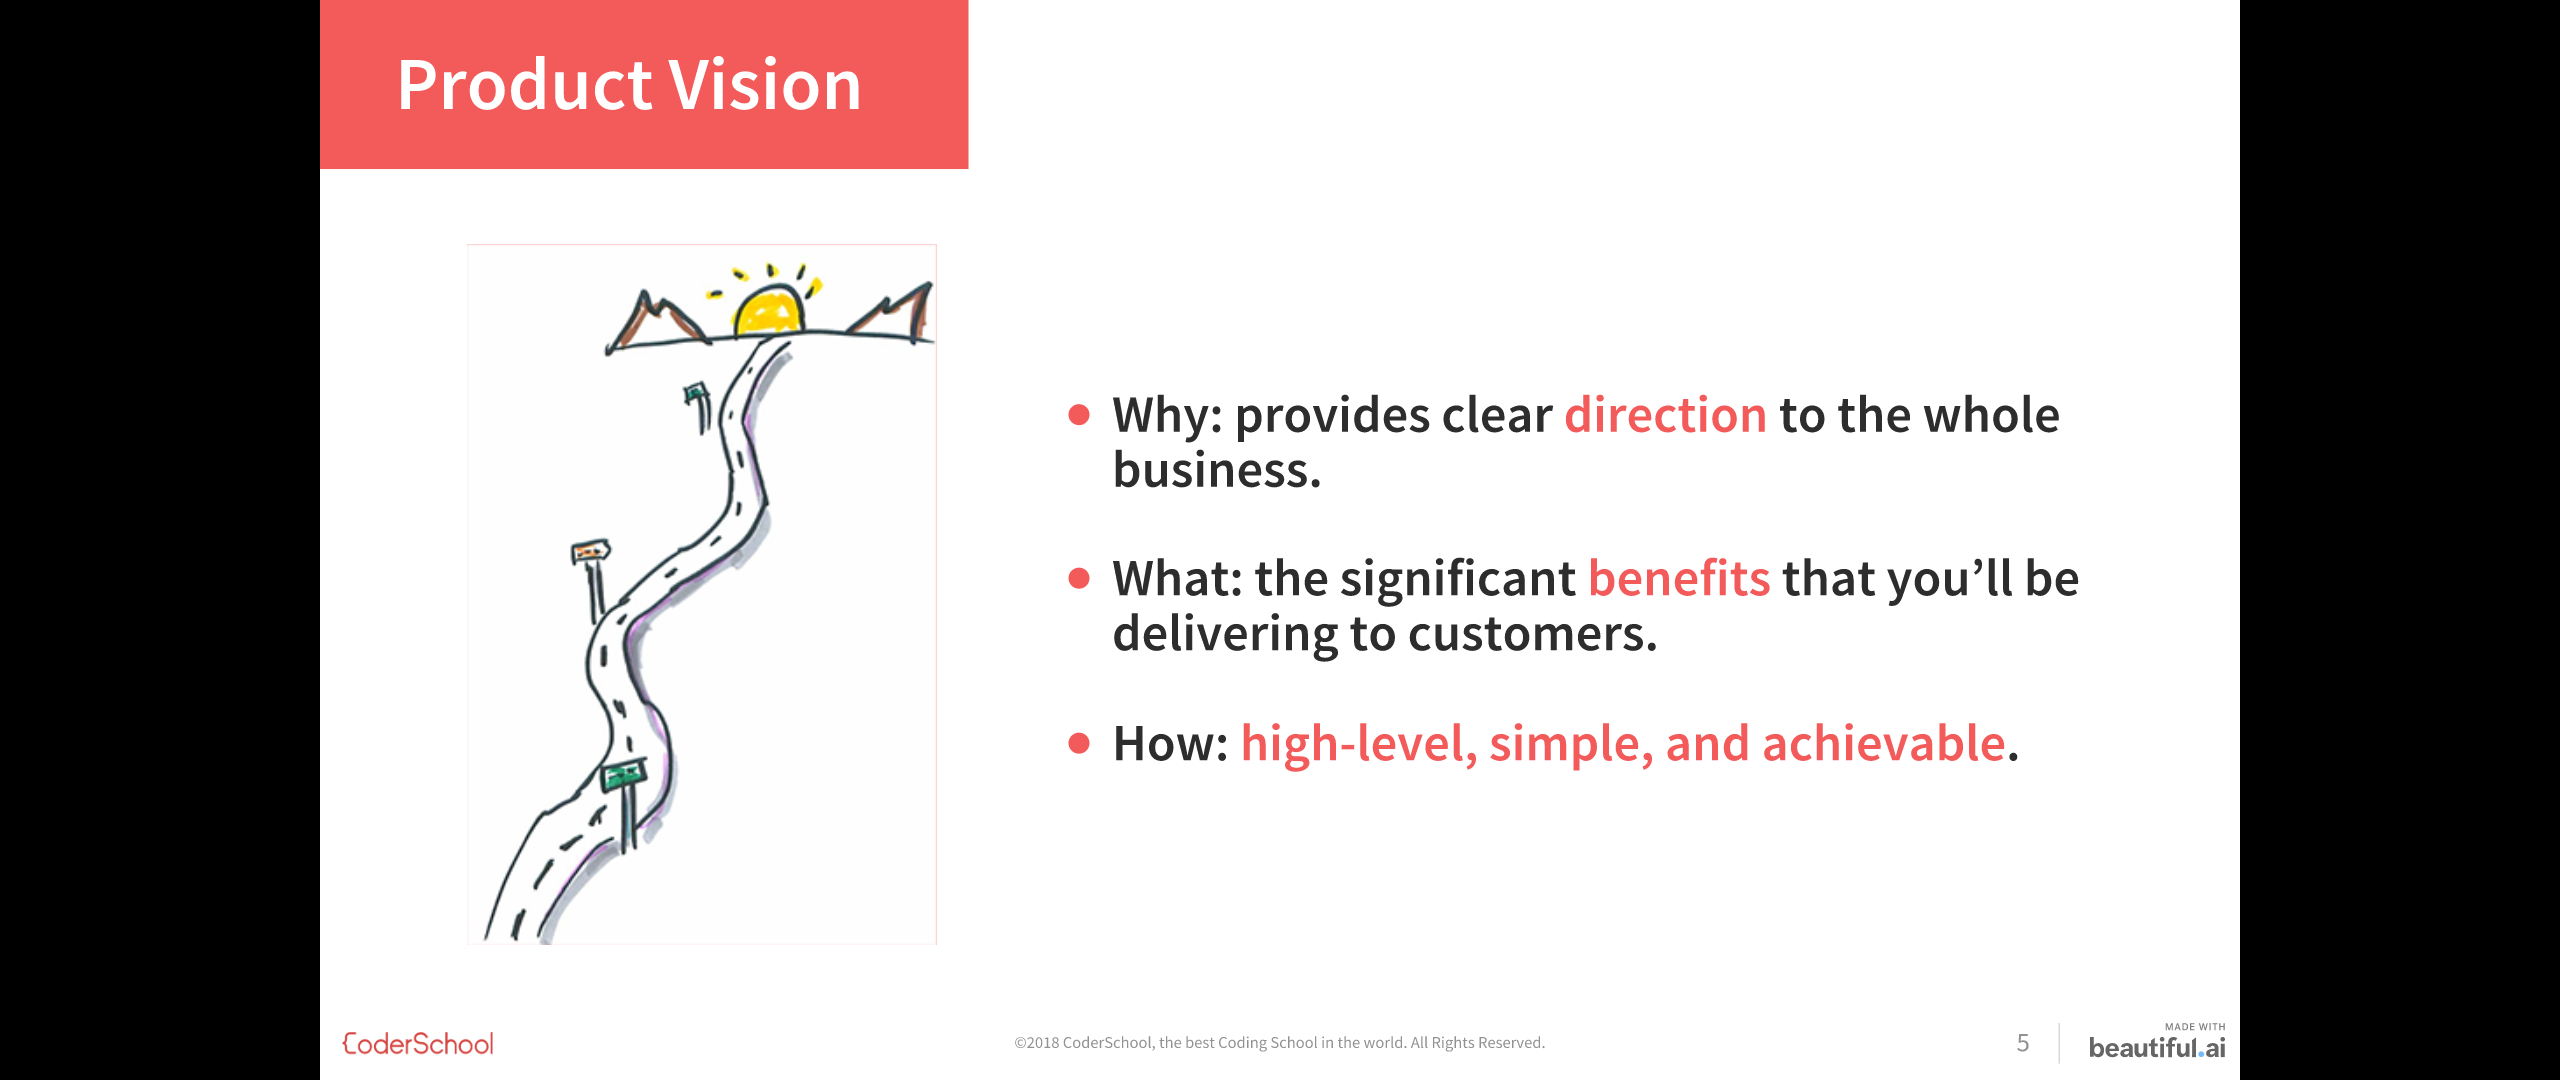 Product Vision
Why: provides clear direction to the whole
business.
What: the significant benefits that you’ll be
delivering to customers.
How: high-level, simple, and achievable.
CoderSchool
©2018 CoderSchool, the best Coding School in the world. All Rights Reserved.
5
MADE WITH
beautiful.ai